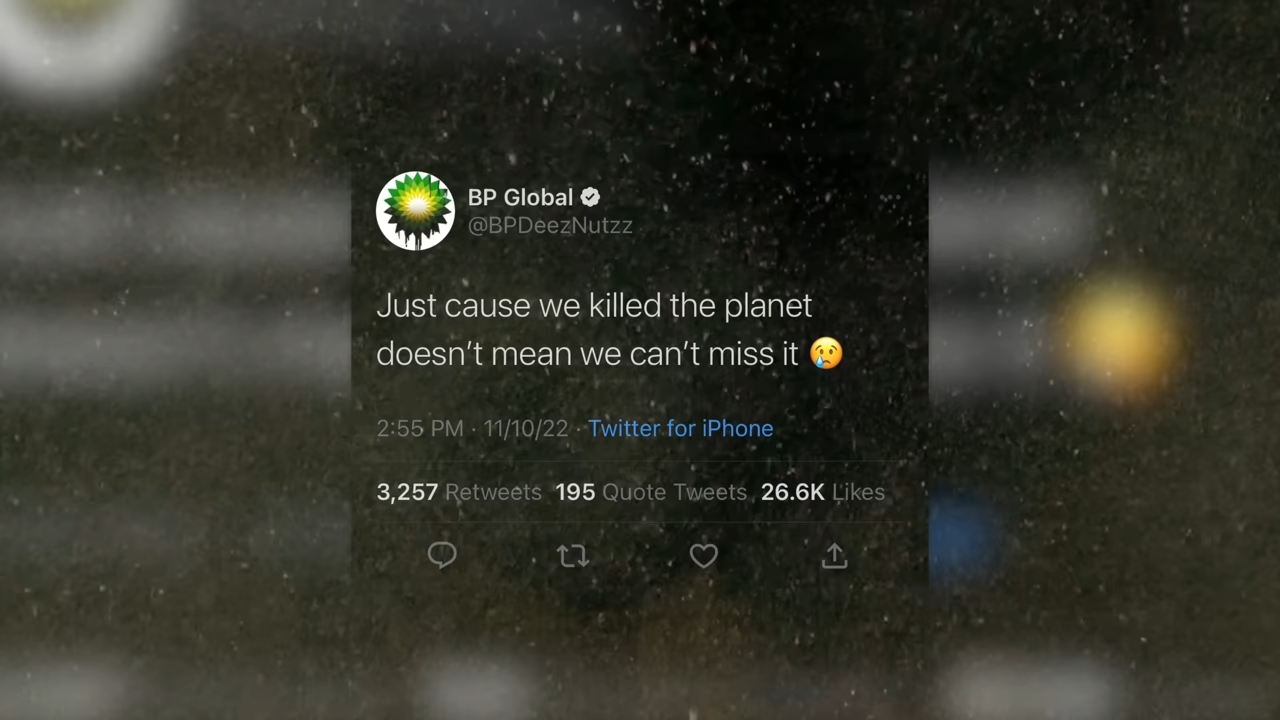 BP Global
@BPDeezNutzz
Just cause we killed the planet
doesn’t mean we can’t miss it 😢
2:55 PM · 11/10/22 · Twitter for iPhone
3,257 Retweets 195 Quote Tweets 26.6K Likes